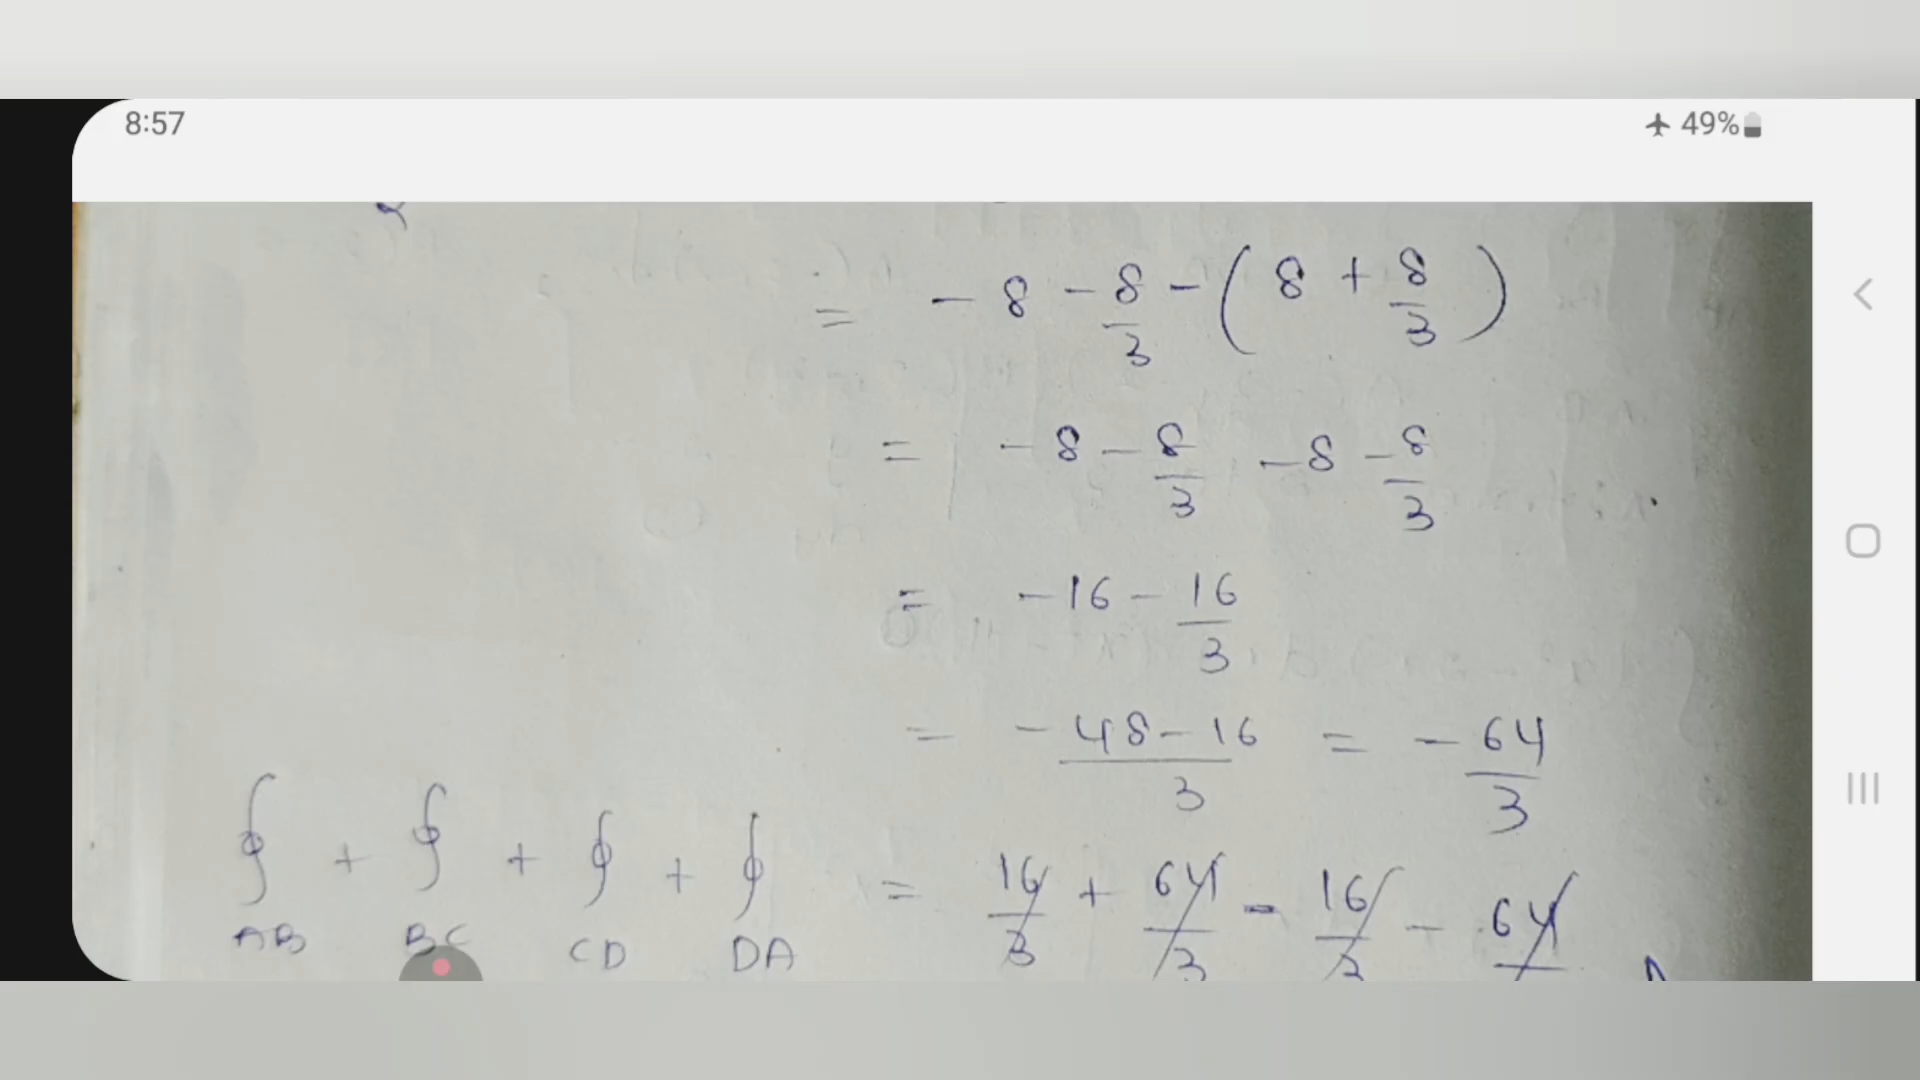 8:57 49%
= - 8 - 8/3 - ( 8 + 8/3 )
= - 8 - 8/3 - 8 - 8/3
= - 16 - 16/3
= - 48 - 16 / 3 = - 64/3
∮ AB + ∮ BC + ∮ CD + ∮ DA = 16/3 + 64/3 - 16/3 - 64